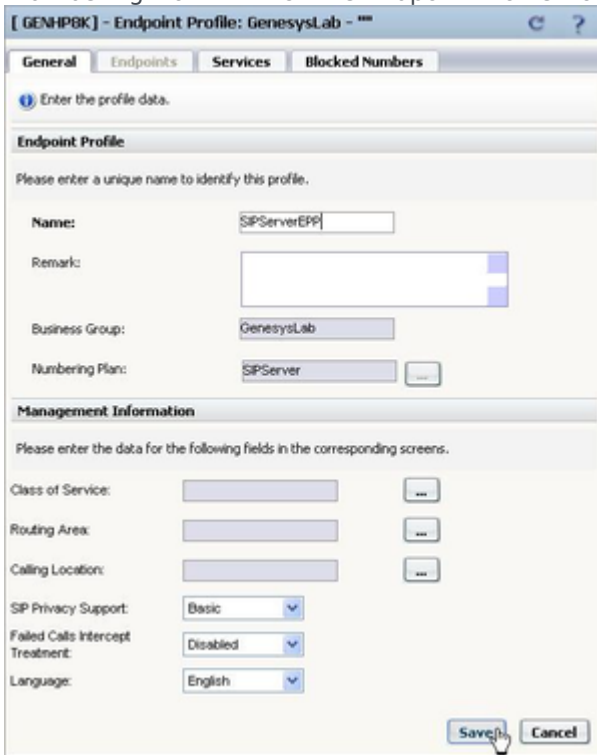 [ GENHP8K] - Endpoint Profile: GenesysLab - ""
General Endpoints Services Blocked Numbers
Enter the profile data.
Endpoint Profile
Please enter a unique name to identify this profile.
Name: SIPServerEPP
Remark:
Business Group: GenesysLab
Numbering Plan: SIPServer ...
Management Information
Please enter the data for the following fields in the corresponding screens.
Class of Service: ...
Routing Area: ...
Calling Location: ...
SIP Privacy Support: Basic
Failed Calls Intercept
Treatment: Disabled
Language: English
Save Cancel